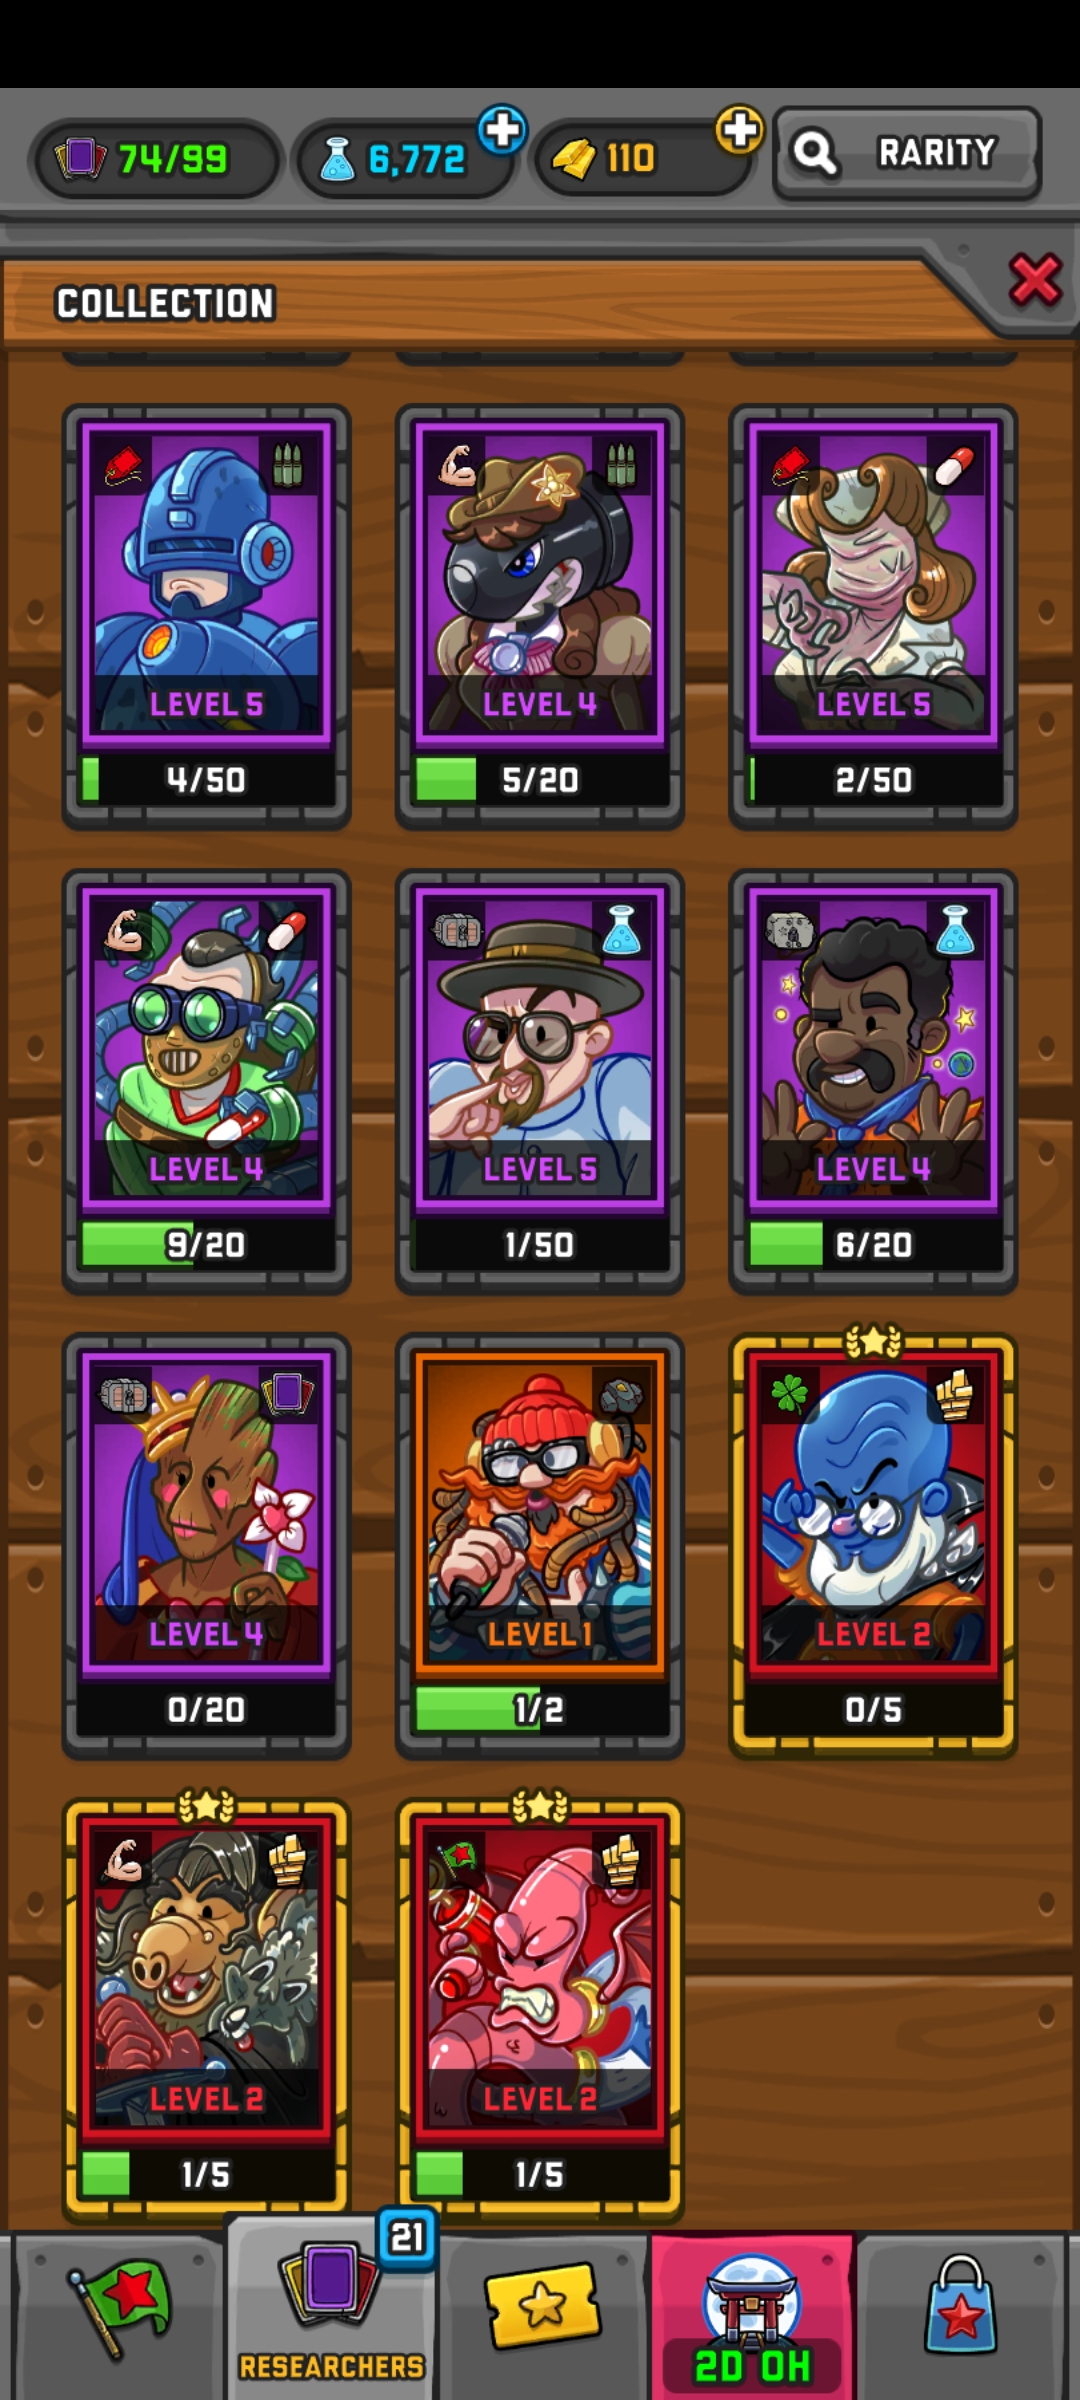 74/99 6,772 110 RARITY
COLLECTION
LEVEL 5 LEVEL 4 LEVEL 5
4/50 5/20 2/50
LEVEL 4 LEVEL 5 LEVEL 4
9/20 1/50 6/20
LEVEL 4 LEVEL 1 LEVEL 2
0/20 1/2 0/5
LEVEL 2 LEVEL 2
1/5 1/5
21
RESEARCHERS 2D 0H